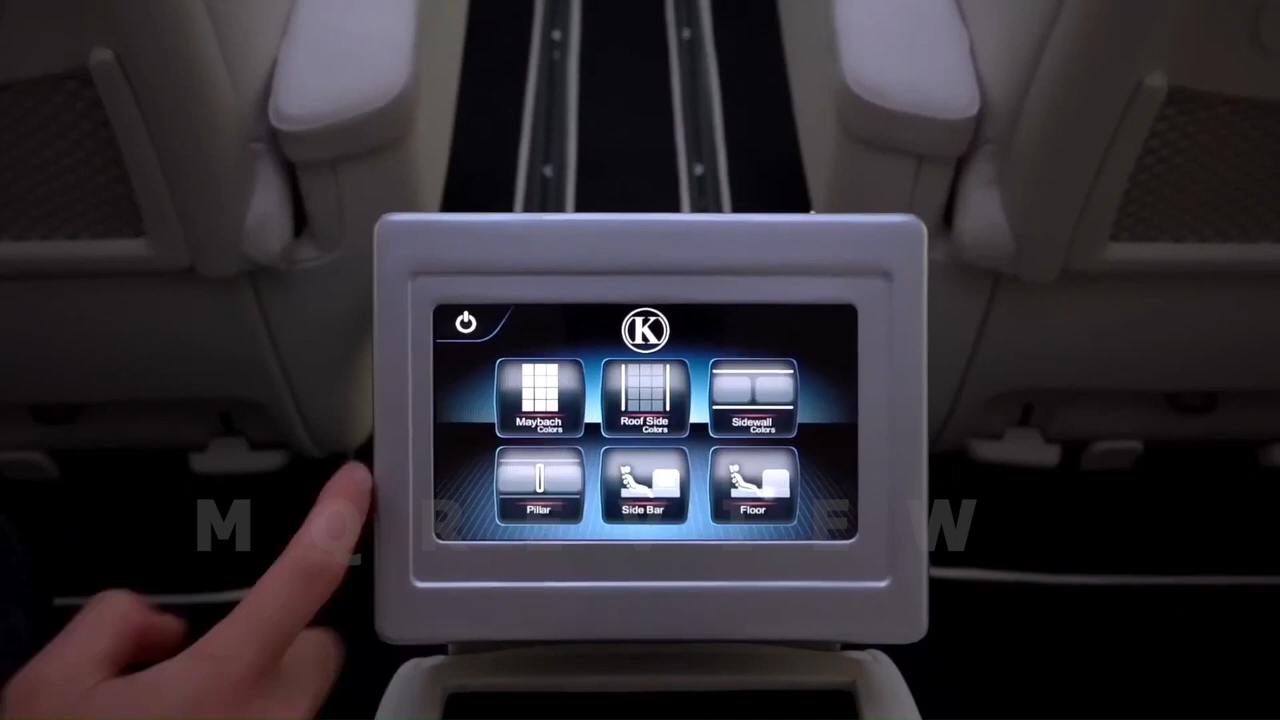 K
Maybach
Colors
Roof Side
Colors
Sidewall
Colors
Pillar
Side Bar
Floor
M Q R E V I E W